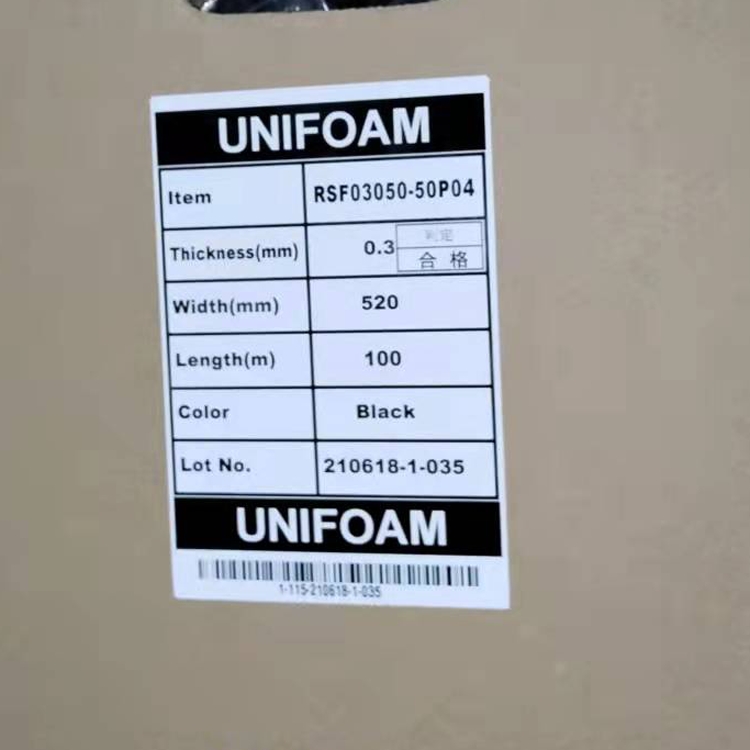 UNIFOAM
Item RSF03050-50P04
Thickness(mm) 0.3 判定
合格
Width(mm) 520
Length(m) 100
Color Black
Lot No. 210618-1-035
UNIFOAM
1-115-210618-1-035